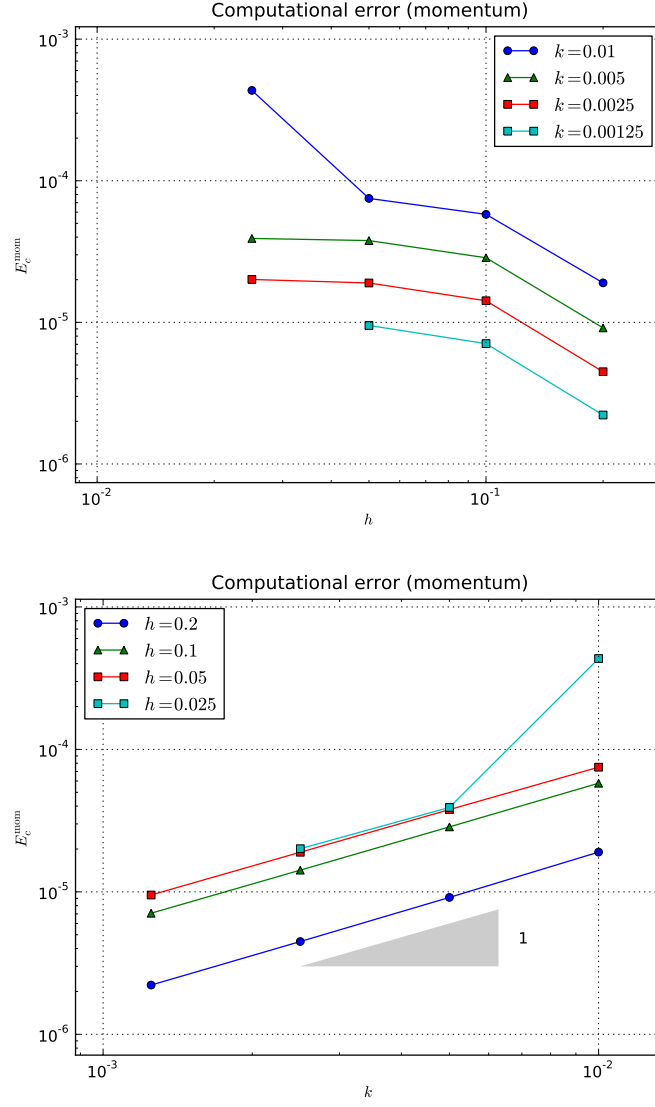 Computational error (momentum)
10^-3
10^-4
10^-5
10^-6
E_c^mom
k=0.01
k=0.005
k=0.0025
k=0.00125
10^-2
10^-1
h
Computational error (momentum)
10^-3
10^-4
10^-5
10^-6
E_c^mom
h=0.2
h=0.1
h=0.05
h=0.025
1
10^-3
10^-2
k